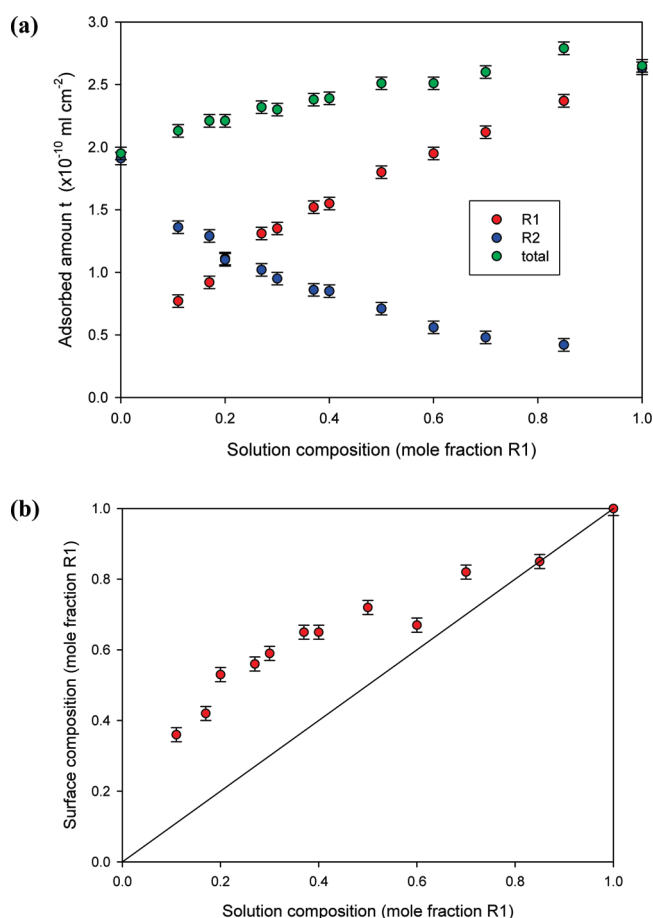 (a)
3.0
2.5
2.0
1.5
1.0
0.5
0.0
Adsorbed amount t (x10⁻¹⁰ ml cm⁻²)
R1
R2
total
0.0 0.2 0.4 0.6 0.8 1.0
Solution composition (mole fraction R1)
(b)
1.0
0.8
0.6
0.4
0.2
0.0
Surface composition (mole fraction R1)
0.0 0.2 0.4 0.6 0.8 1.0
Solution composition (mole fraction R1)